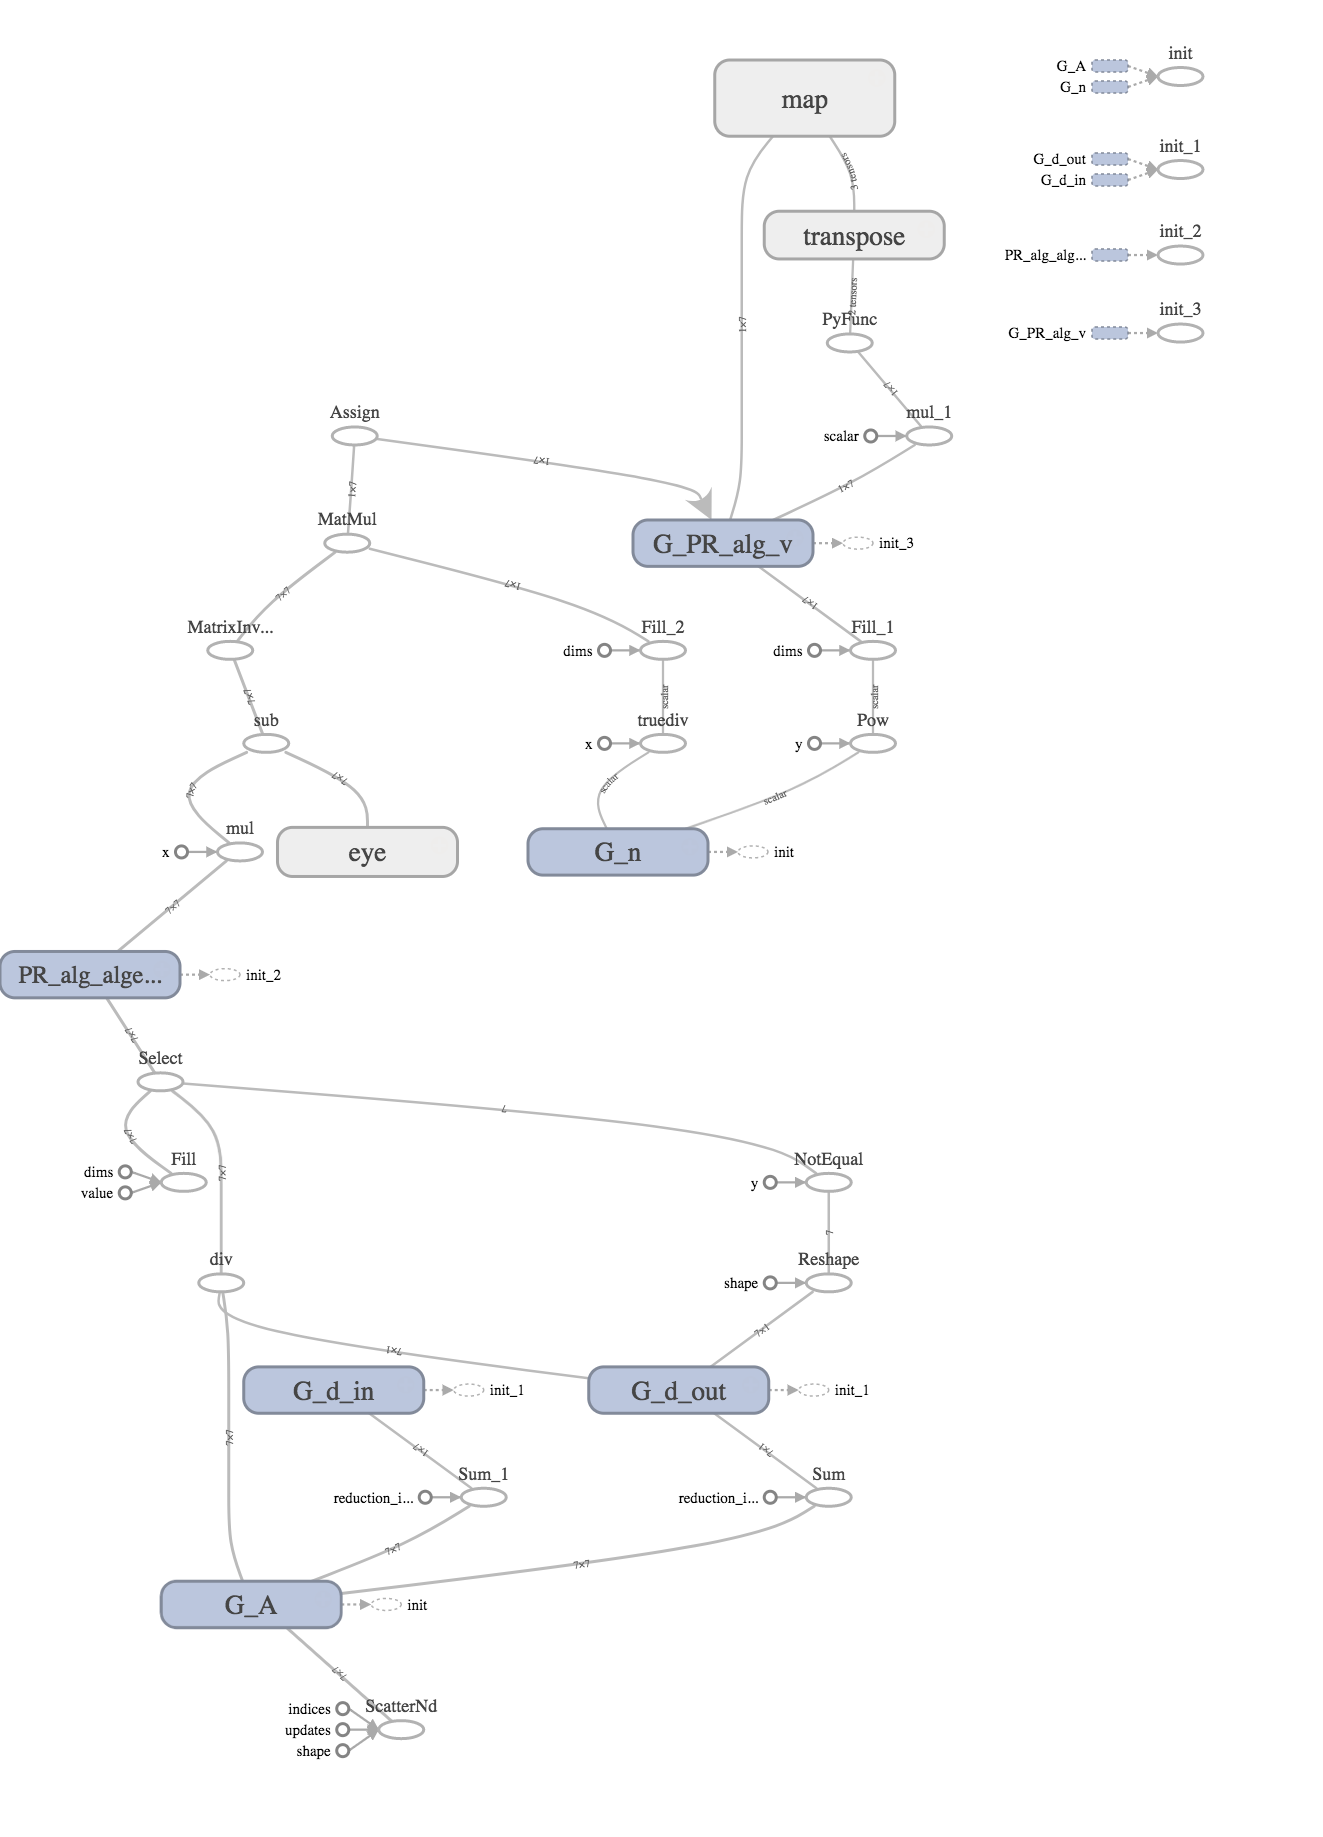 map
3 tensors
transpose
2 tensors
PyFunc
1×7
1×7
mul_1
scalar
1×7
Assign
1×7
1×7
G_PR_alg_v
init_3
MatMul
7×7
1×7
1×7
MatrixInv...
Fill_2
dims
Fill_1
dims
7×7
scalar
scalar
sub
truediv
x
Pow
y
7×7
7×7
scalar
scalar
mul
x
eye
G_n
init
7×7
PR_alg_alge...
init_2
7×7
Select
7
7×7
7×7
Fill
dims
value
NotEqual
y
7
div
Reshape
shape
7×1
7×1
G_d_in
init_1
G_d_out
init_1
7×7
1×7
7×1
Sum_1
reduction_i...
Sum
reduction_i...
7×7
7×7
G_A
init
7×7
ScatterNd
indices
updates
shape
init
G_A
G_n
init_1
G_d_out
G_d_in
init_2
PR_alg_alg...
init_3
G_PR_alg_v